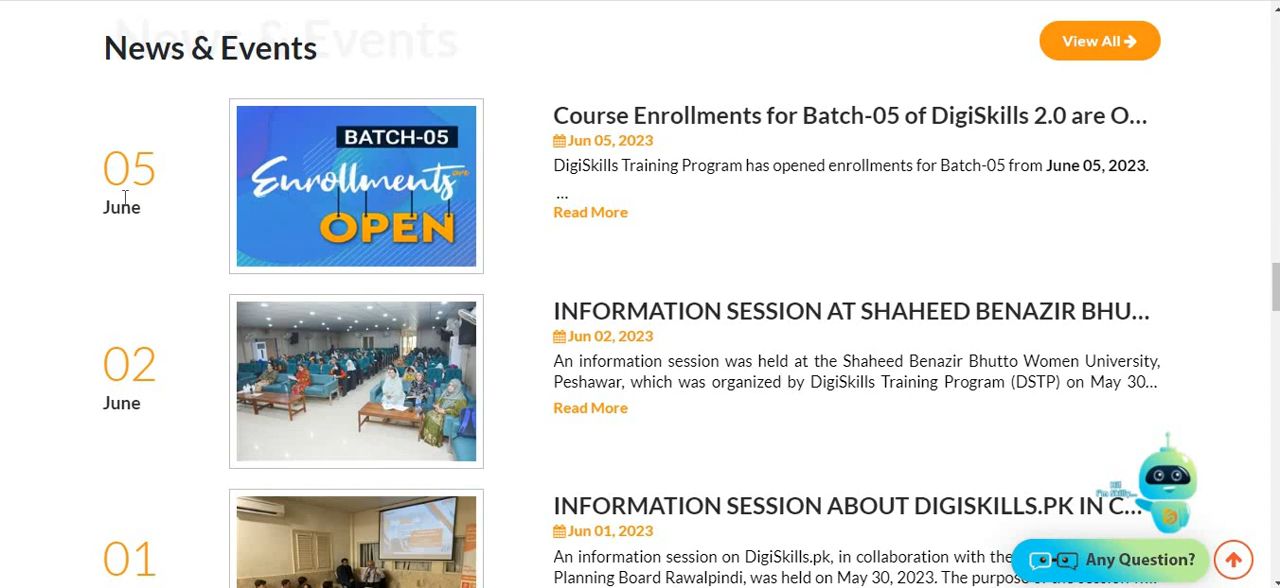 News & Events
View All
05
June
BATCH-05
Enrollments are
OPEN
Course Enrollments for Batch-05 of DigiSkills 2.0 are O...
Jun 05, 2023
DigiSkills Training Program has opened enrollments for Batch-05 from June 05, 2023.
...
Read More
02
June
INFORMATION SESSION AT SHAHEED BENAZIR BHU...
Jun 02, 2023
An information session was held at the Shaheed Benazir Bhutto Women University,
Peshawar, which was organized by DigiSkills Training Program (DSTP) on May 30...
Read More
01
INFORMATION SESSION ABOUT DIGISKILLS.PK IN C...
Jun 01, 2023
An information session on DigiSkills.pk, in collaboration with the
Planning Board Rawalpindi, was held on May 30, 2023. The purpose
Any Question?